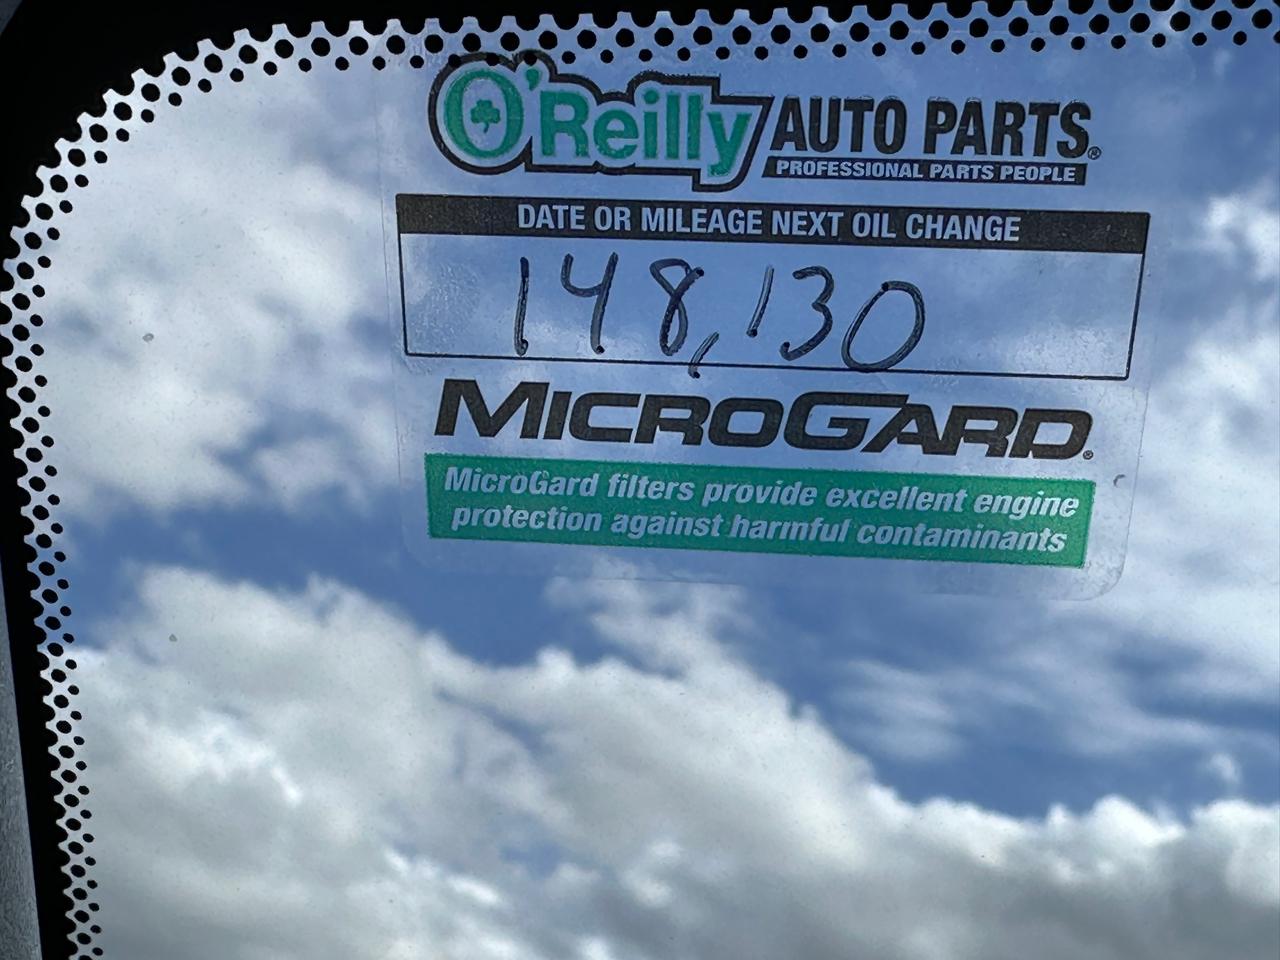 O'Reilly AUTO PARTS®
PROFESSIONAL PARTS PEOPLE
DATE OR MILEAGE NEXT OIL CHANGE
148,130
MICROGARD®
MicroGard filters provide excellent engine
protection against harmful contaminants